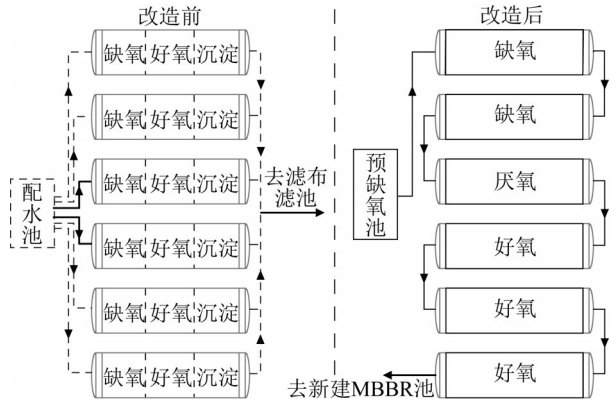 改造前
缺氧 好氧 沉淀
缺氧 好氧 沉淀
缺氧 好氧 沉淀
缺氧 好氧 沉淀
缺氧 好氧 沉淀
缺氧 好氧 沉淀
配水池
去滤布
滤池
改造后
预缺氧池
缺氧
缺氧
厌氧
好氧
好氧
好氧
去新建MBBR池